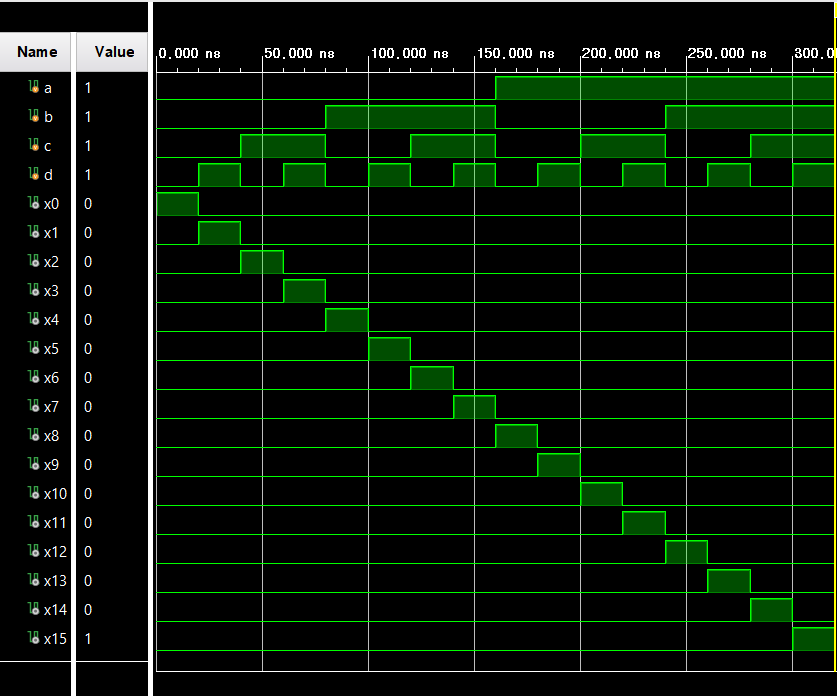 Name Value 0.000 ns 50.000 ns 100.000 ns 150.000 ns 200.000 ns 250.000 ns 300.0
a 1
b 1
c 1
d 1
x0 0
x1 0
x2 0
x3 0
x4 0
x5 0
x6 0
x7 0
x8 0
x9 0
x10 0
x11 0
x12 0
x13 0
x14 0
x15 1